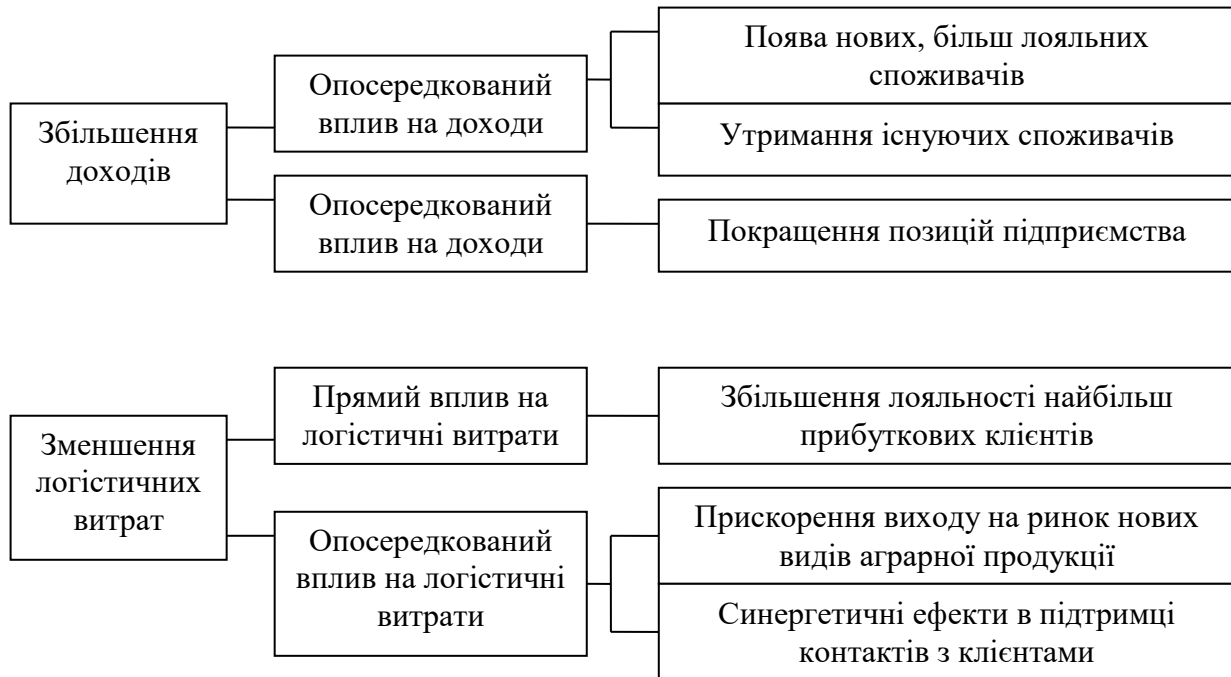 Збільшення
доходів
Опосередкований
вплив на доходи
Поява нових, більш лояльних
споживачів
Утримання існуючих споживачів
Опосередкований
вплив на доходи
Покращення позицій підприємства
Зменшення
логістичних
витрат
Прямий вплив на
логістичні витрати
Збільшення лояльності найбільш
прибуткових клієнтів
Опосередкований
вплив на логістичні
витрати
Прискорення виходу на ринок нових
видів аграрної продукції
Синергетичні ефекти в підтримці
контактів з клієнтами